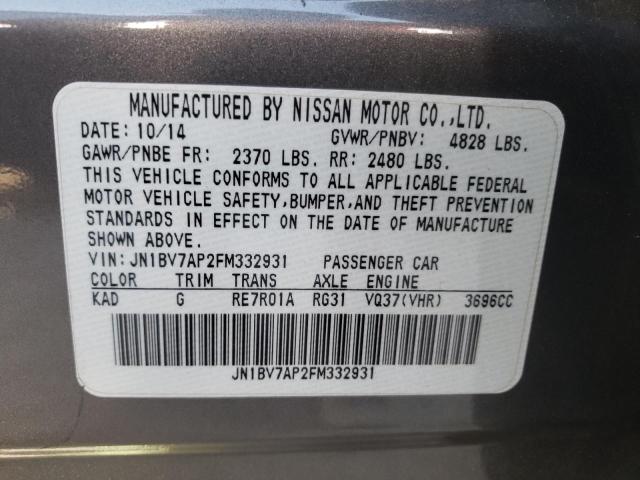 MANUFACTURED BY NISSAN MOTOR CO.,LTD.
DATE: 10/14 GVWR/PNBV: 4828 LBS.
GAWR/PNBE FR: 2370 LBS. RR: 2480 LBS.
THIS VEHICLE CONFORMS TO ALL APPLICABLE FEDERAL
MOTOR VEHICLE SAFETY,BUMPER,AND THEFT PREVENTION
STANDARDS IN EFFECT ON THE DATE OF MANUFACTURE
SHOWN ABOVE.
VIN: JN1BV7AP2FM332931 PASSENGER CAR
COLOR TRIM TRANS AXLE ENGINE
KAD G RE7R01A RG31 VQ37(VHR) 3696CC
JN1BV7AP2FM332931